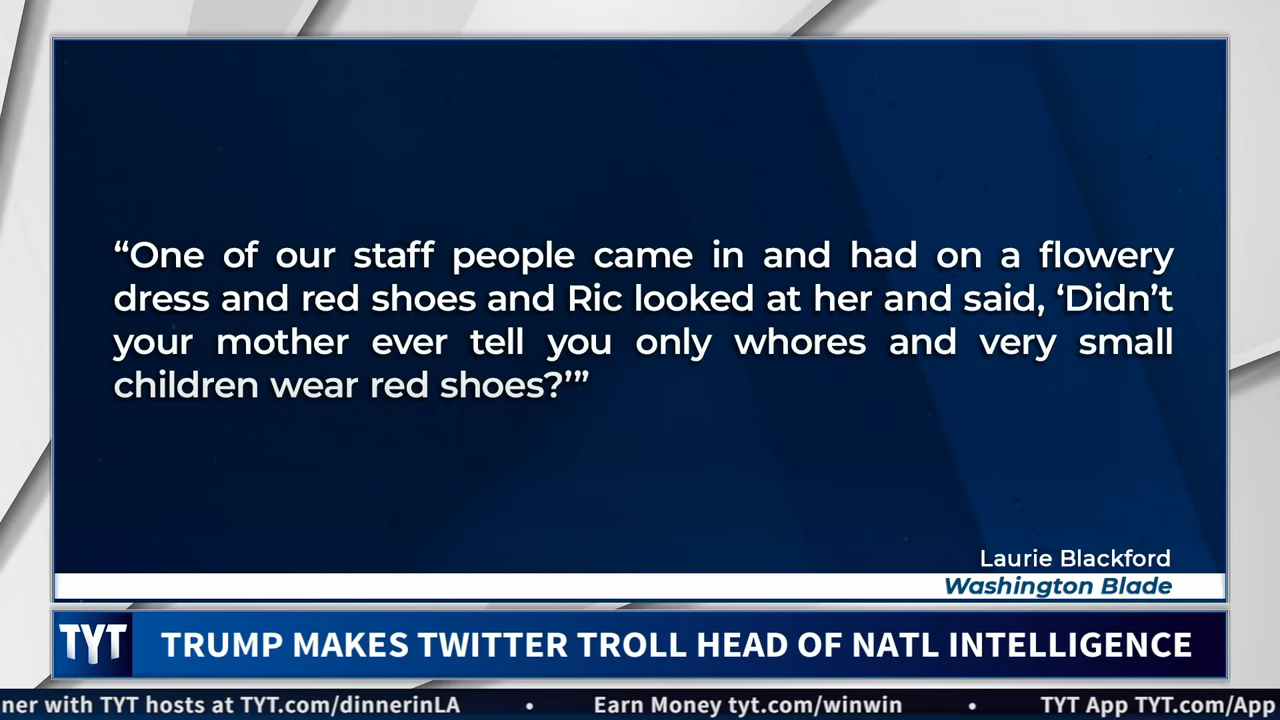 “One of our staff people came in and had on a flowery
dress and red shoes and Ric looked at her and said, ‘Didn’t
your mother ever tell you only whores and very small
children wear red shoes?’”
Laurie Blackford
Washington Blade
TYT TRUMP MAKES TWITTER TROLL HEAD OF NATL INTELLIGENCE
ner with TYT hosts at TYT.com/dinnerinLA • Earn Money tyt.com/winwin • TYT App TYT.com/App